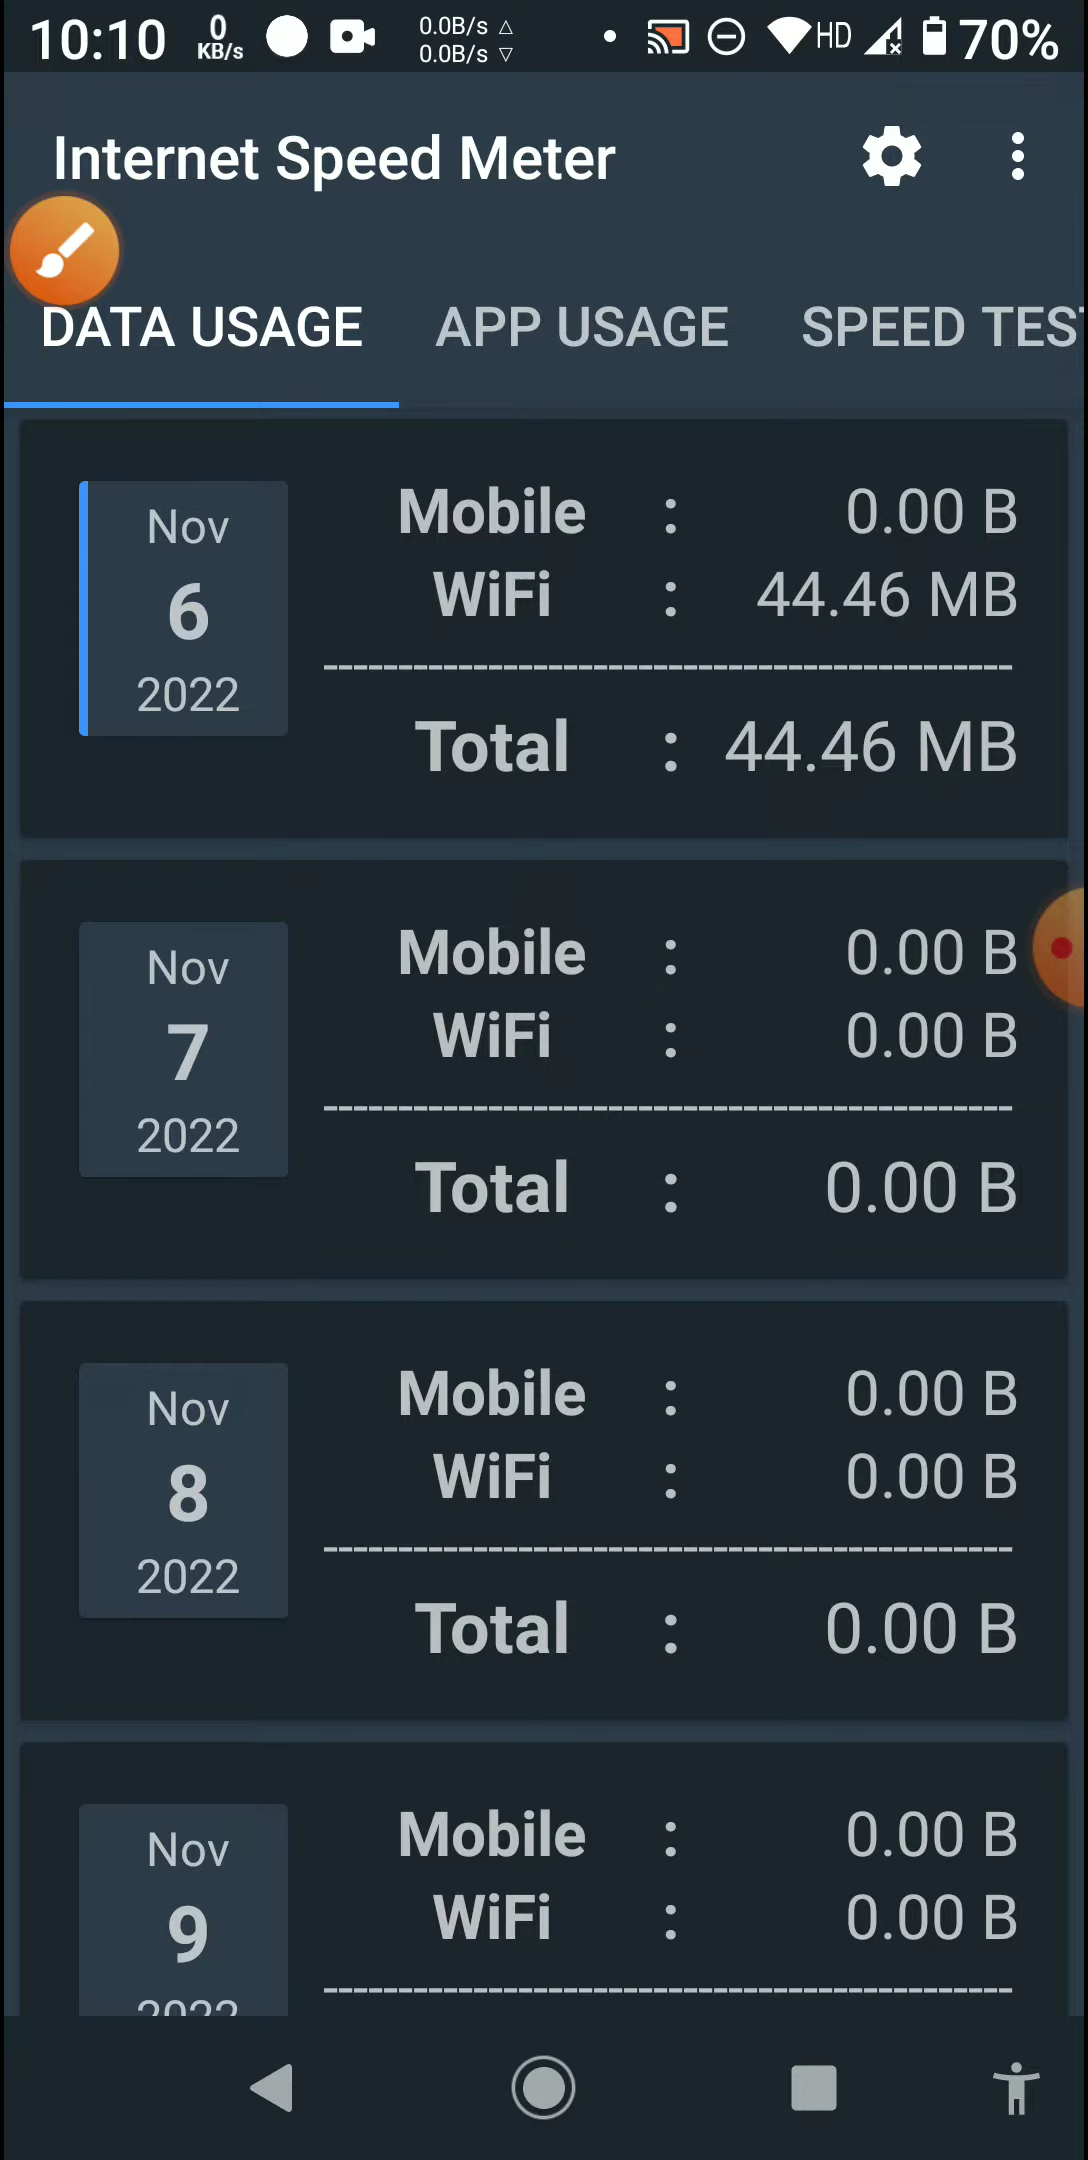 10:10 0 KB/s 0.0B/s △ 0.0B/s ▽ HD 70%
Internet Speed Meter
DATA USAGE APP USAGE SPEED TES
Nov
6
2022
Mobile : 0.00 B
WiFi : 44.46 MB
Total : 44.46 MB
Nov
7
2022
Mobile : 0.00 B
WiFi : 0.00 B
Total : 0.00 B
Nov
8
2022
Mobile : 0.00 B
WiFi : 0.00 B
Total : 0.00 B
Nov
9
2022
Mobile : 0.00 B
WiFi : 0.00 B